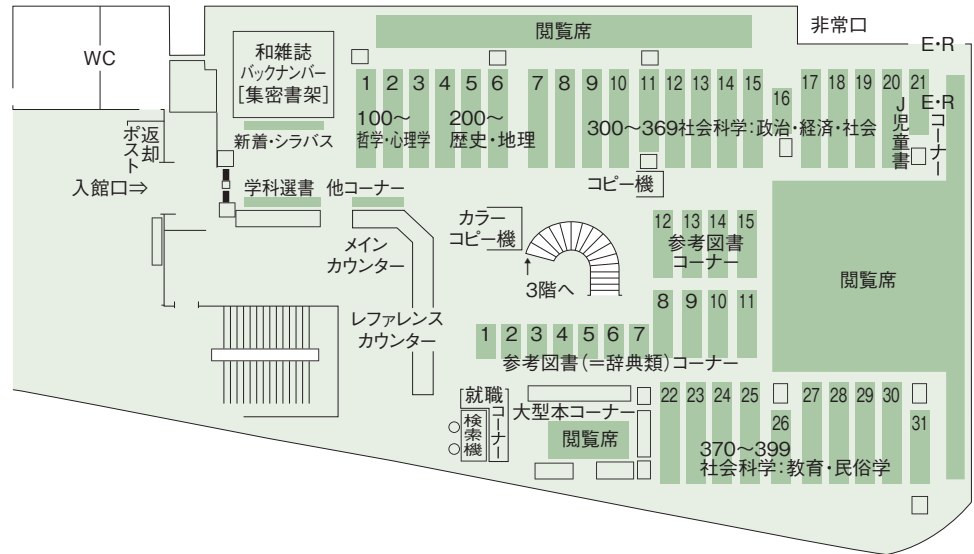 閲覧席
非常口
E・R
WC
和雑誌
バックナンバー
[集密書架]
1 2 3 4 5 6 7 8 9 10 11 12 13 14 15 16 17 18 19 20 21
100〜
哲学・心理学
200〜
歴史・地理
300〜369社会科学:政治・経済・社会
J児童書
E・R
コーナー
新着・シラバス
返却
ポスト
入館口⇒
学科選書
他コーナー
コピー機
メイン
カウンター
カラー
コピー機
↑
3階へ
12 13 14 15
参考図書
コーナー
閲覧席
8 9 10 11
レファレンス
カウンター
1 2 3 4 5 6 7
参考図書(=辞典類)コーナー
[就職コーナー]
検索機
大型本コーナー
閲覧席
22 23 24 25 26 27 28 29 30 31
370〜399
社会科学:教育・民俗学